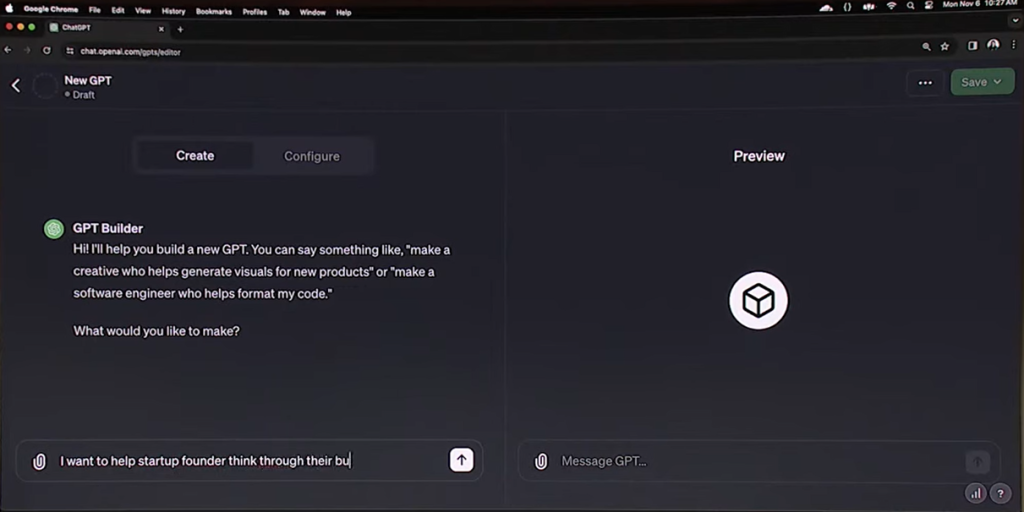 Google Chrome File Edit View History Bookmarks Profiles Tab Window Help Mon Nov 6 10:27 AM
ChatGPT
chat.openai.com/gpts/editor
New GPT
Draft
Save
Create Configure
Preview
GPT Builder
Hi! I'll help you build a new GPT. You can say something like, "make a
creative who helps generate visuals for new products" or "make a
software engineer who helps format my code."
What would you like to make?
I want to help startup founder think through their bu
Message GPT...
?